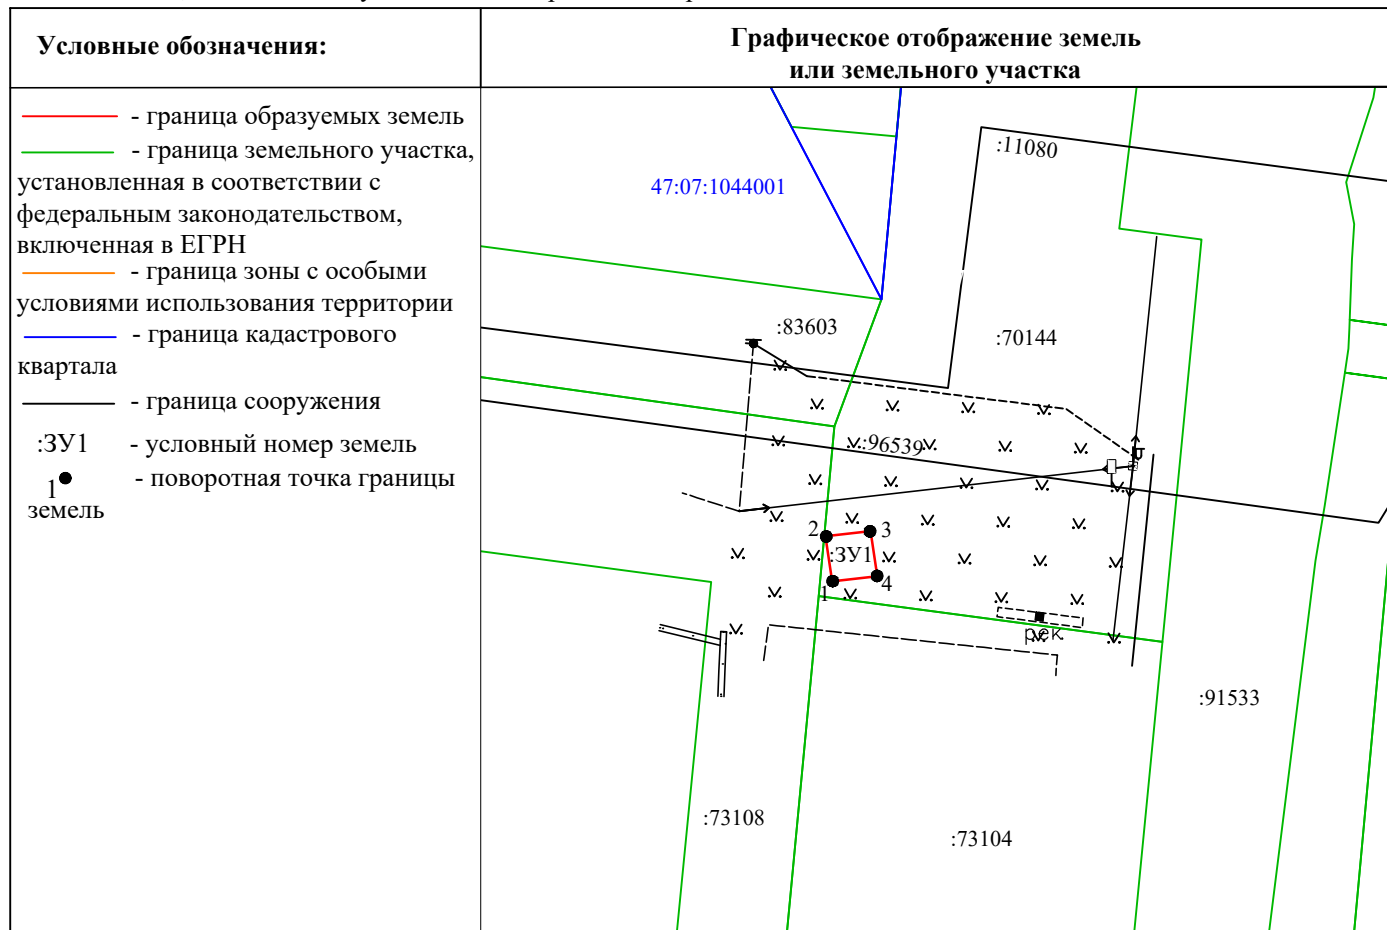 Условные обозначения:
Графическое отображение земель
или земельного участка
- граница образуемых земель
- граница земельного участка,
установленная в соответствии с
федеральным законодательством,
включенная в ЕГРН
- граница зоны с особыми
условиями использования территории
- граница кадастрового
квартала
- граница сооружения
:ЗУ1 - условный номер земель
1 - поворотная точка границы
земель
:11080
47:07:1044001
:83603
:70144
:96539
2
3
:ЗУ1
1
4
рек
:91533
:73108
:73104